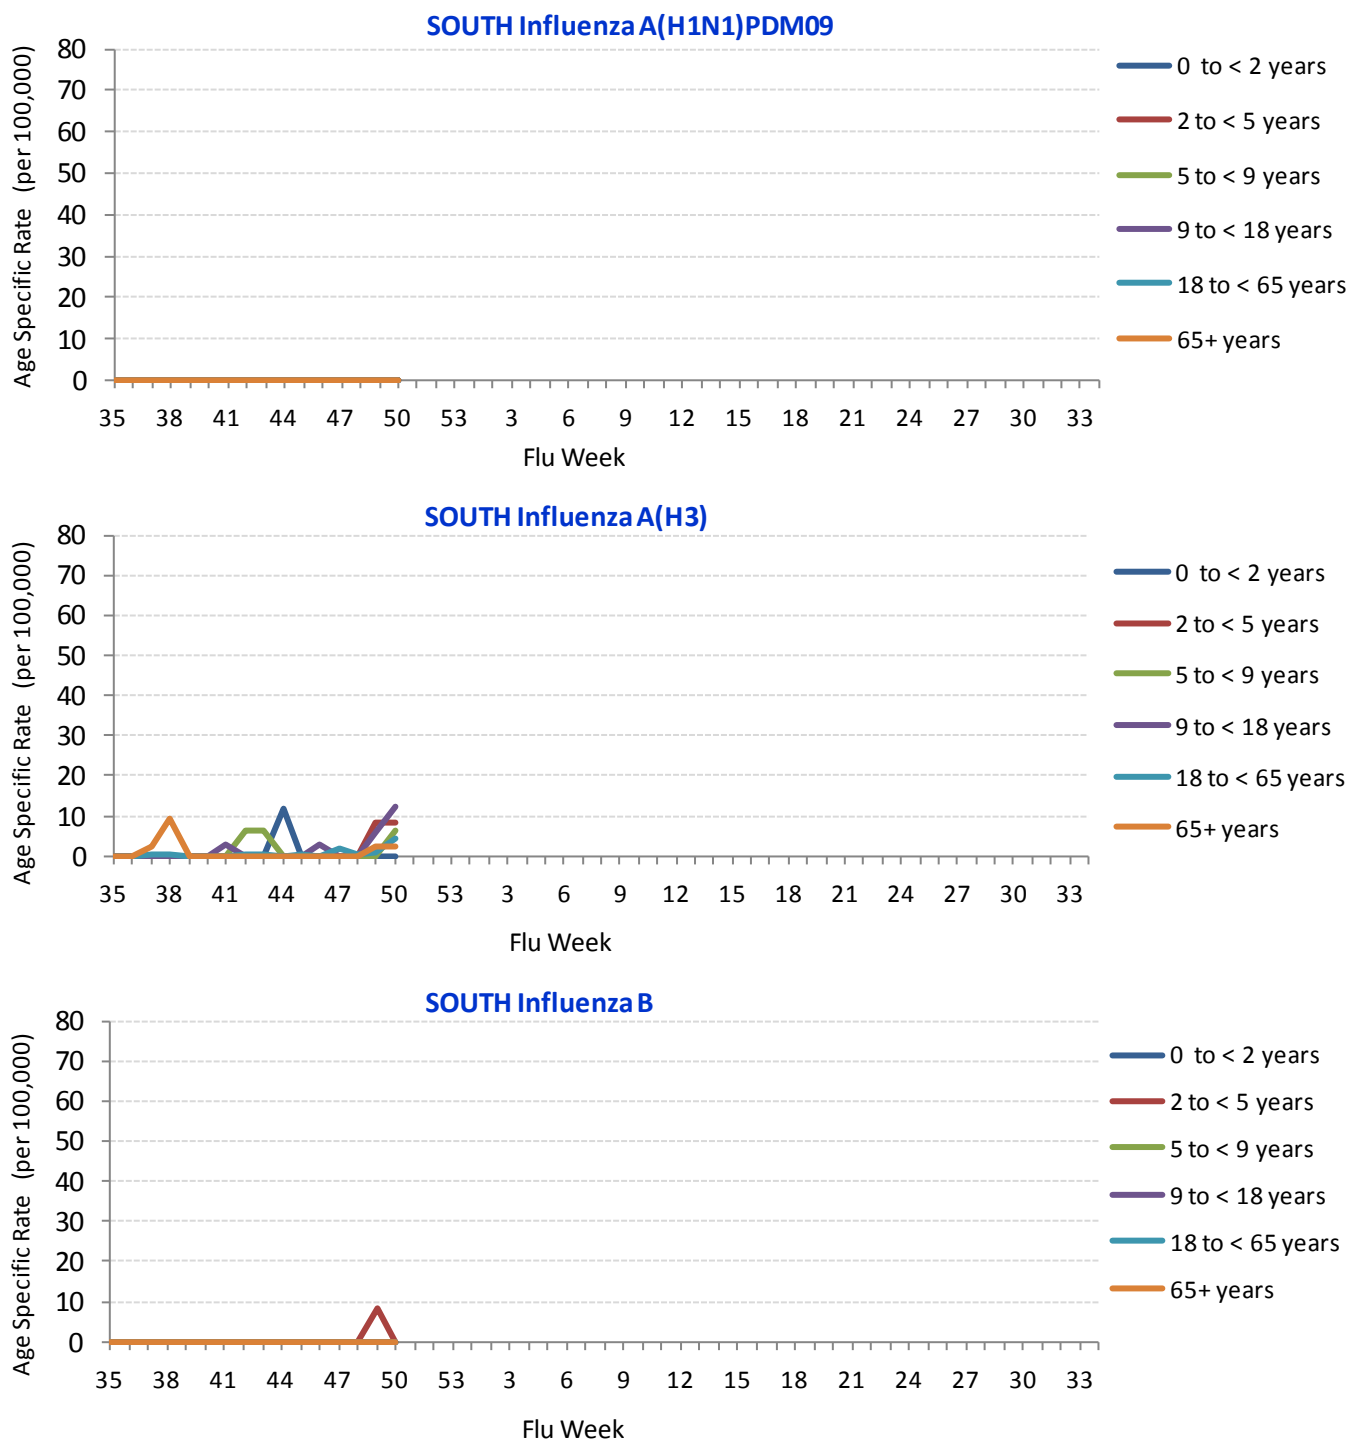 SOUTH Influenza A(H1N1)PDM09
Age Specific Rate (per 100,000)
80
70
60
50
40
30
20
10
0
35 38 41 44 47 50 53 3 6 9 12 15 18 21 24 27 30 33
Flu Week
0 to < 2 years
2 to < 5 years
5 to < 9 years
9 to < 18 years
18 to < 65 years
65+ years
SOUTH Influenza A(H3)
Age Specific Rate (per 100,000)
80
70
60
50
40
30
20
10
0
35 38 41 44 47 50 53 3 6 9 12 15 18 21 24 27 30 33
Flu Week
0 to < 2 years
2 to < 5 years
5 to < 9 years
9 to < 18 years
18 to < 65 years
65+ years
SOUTH Influenza B
Age Specific Rate (per 100,000)
80
70
60
50
40
30
20
10
0
35 38 41 44 47 50 53 3 6 9 12 15 18 21 24 27 30 33
Flu Week
0 to < 2 years
2 to < 5 years
5 to < 9 years
9 to < 18 years
18 to < 65 years
65+ years